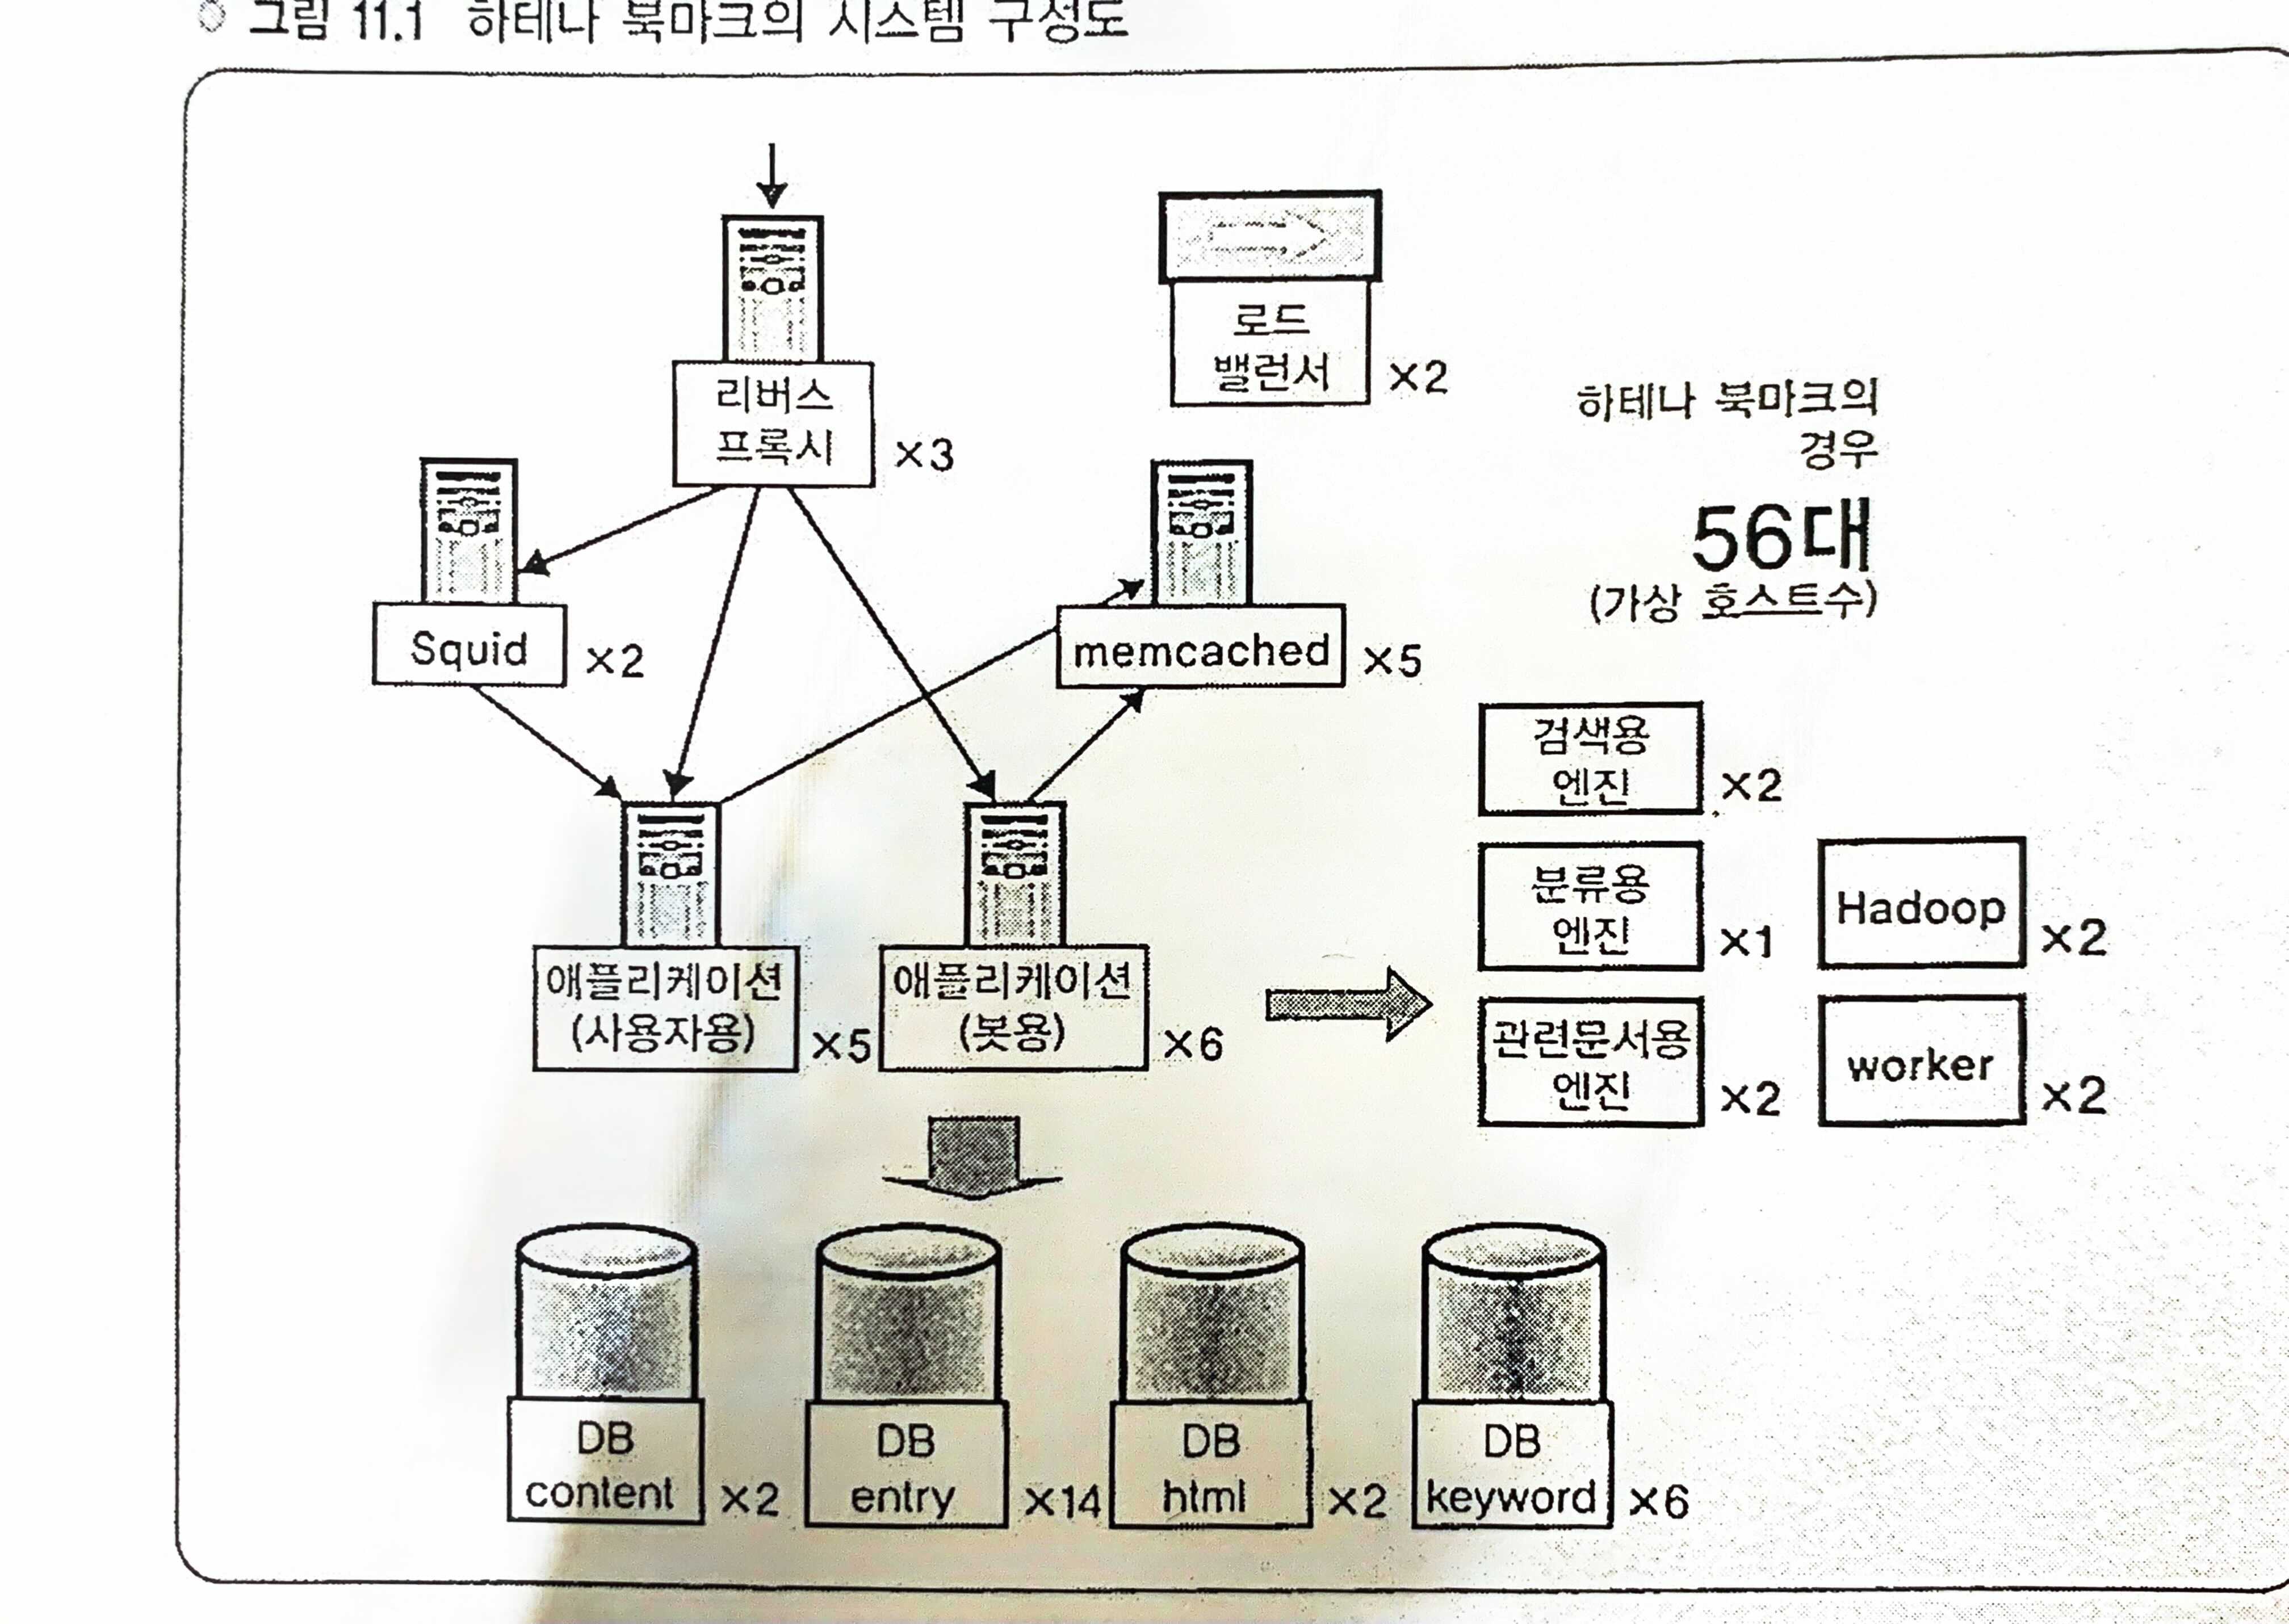 그림 11.1 하테나 북마크의 시스템 구성도
리버스
프록시
×3
로드
밸런서
×2
하테나 북마크의
경우
56대
(가상 호스트수)
Squid
×2
memcached
×5
검색용
엔진
×2
분류용
엔진
×1
Hadoop
×2
애플리케이션
(사용자용)
×5
애플리케이션
(봇용)
×6
관련문서용
엔진
×2
worker
×2
DB
content
×2
DB
entry
×14
DB
html
×2
DB
keyword
×6